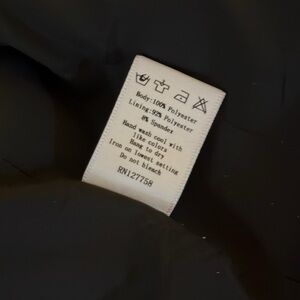 Body:100% Polyester
Lining:92% Polyester
8% Spander
Hand wash cool with
like colors
Hang to dry
Iron on lowest setting
Do not bleach
RN127758